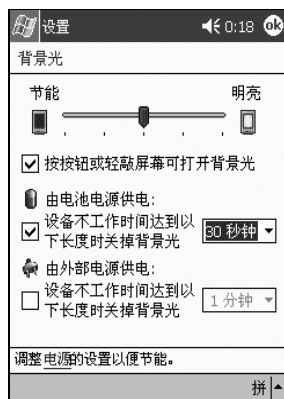 设置 0:18 ok
背景光
节能 明亮
按按钮或轻敲屏幕可打开背景光
由电池电源供电:
设备不工作时间达到以
下长度时关掉背景光 30 秒钟
由外部电源供电:
设备不工作时间达到以
下长度时关掉背景光 1 分钟
调整电源的设置以便节能。
拼